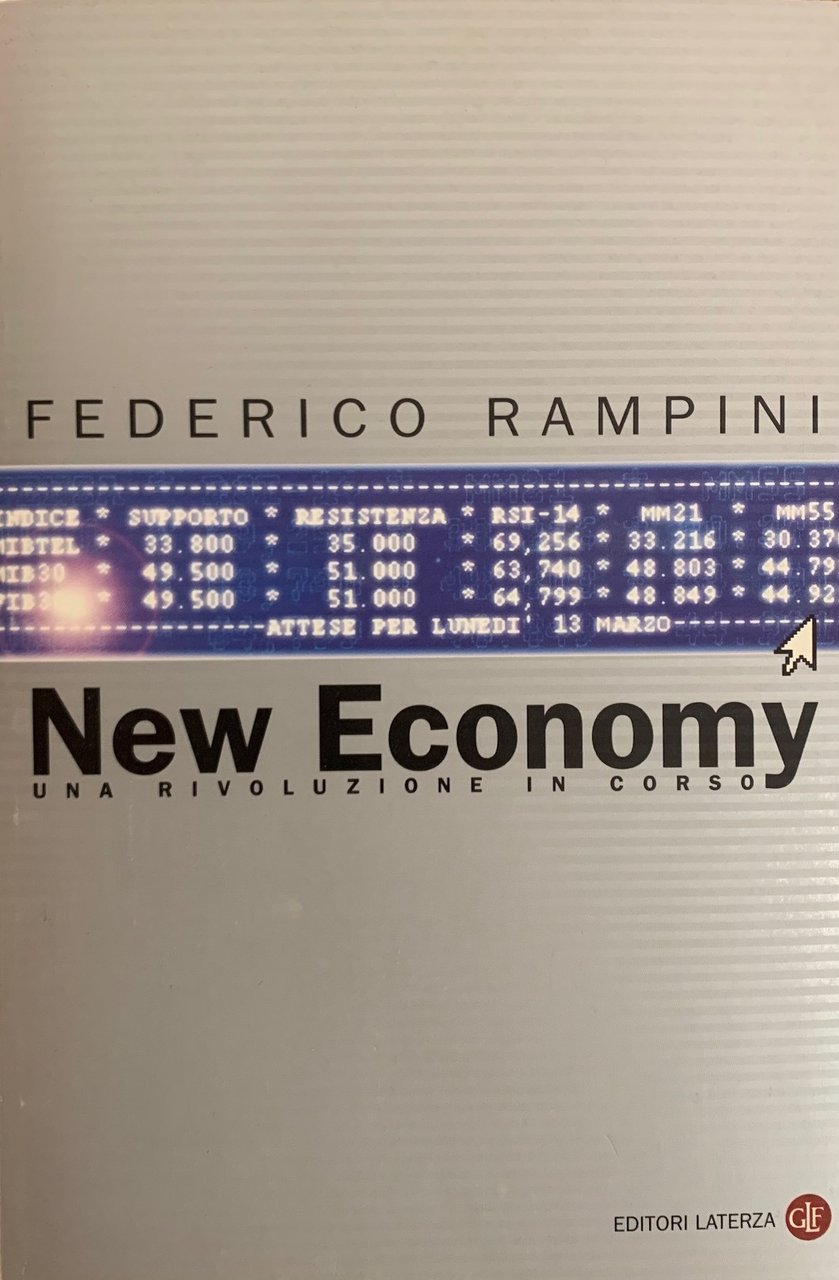 FEDERICO RAMPINI
INDICE * SUPPORTO * RESISTENZA * RSI-14 * MM21 * MM55
MIBTEL * 33.800 * 35.000 * 69,256 * 33.216 * 30.37
MIB30 * 49.500 * 51.000 * 63,740 * 48.803 * 44.79
FIB30 * 49.500 * 51.000 * 64,799 * 48.849 * 44.92
--------------------ATTESE PER LUNEDI' 13 MARZO------------
New Economy
UNA RIVOLUZIONE IN CORSO
EDITORI LATERZA GLF